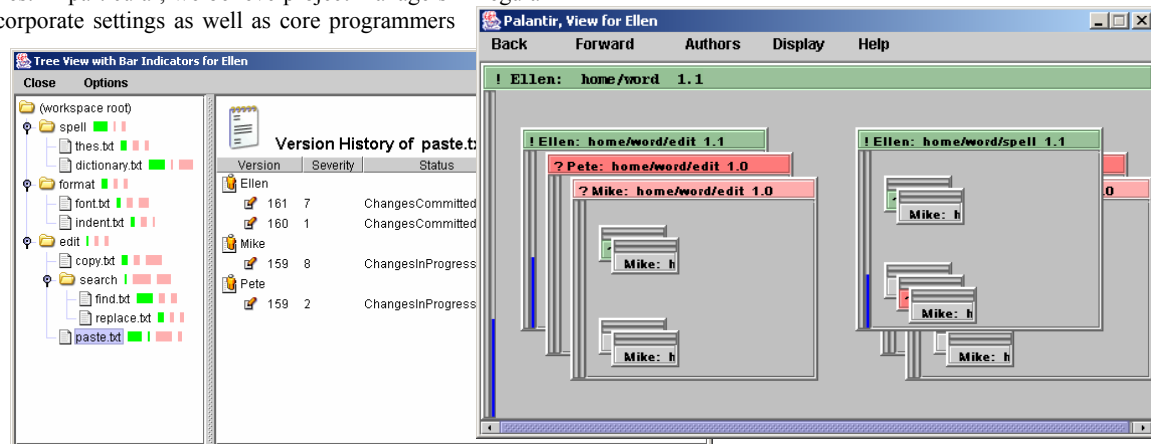 corporate settings as well as core programmers
Tree View with Bar Indicators for Ellen
Close Options
(workspace root)
spell
thes.txt
dictionary.txt
format
font.txt
indent.txt
edit
copy.txt
search
find.txt
replace.txt
paste.txt
Version History of paste.t
Version Severity Status
Ellen
161 7 ChangesCommitted
160 1 ChangesCommitted
Mike
159 8 ChangesInProgress
Pete
159 2 ChangesInProgress
Palantir, View for Ellen
Back Forward Authors Display Help
! Ellen: home/word 1.1
! Ellen: home/word/edit 1.1
? Pete: home/word/edit 1.0
? Mike: home/word/edit 1.0
Mike: h
Mike: h
! Ellen: home/word/spell 1.1
.0
Mike: h
Mike: h
Mike: h